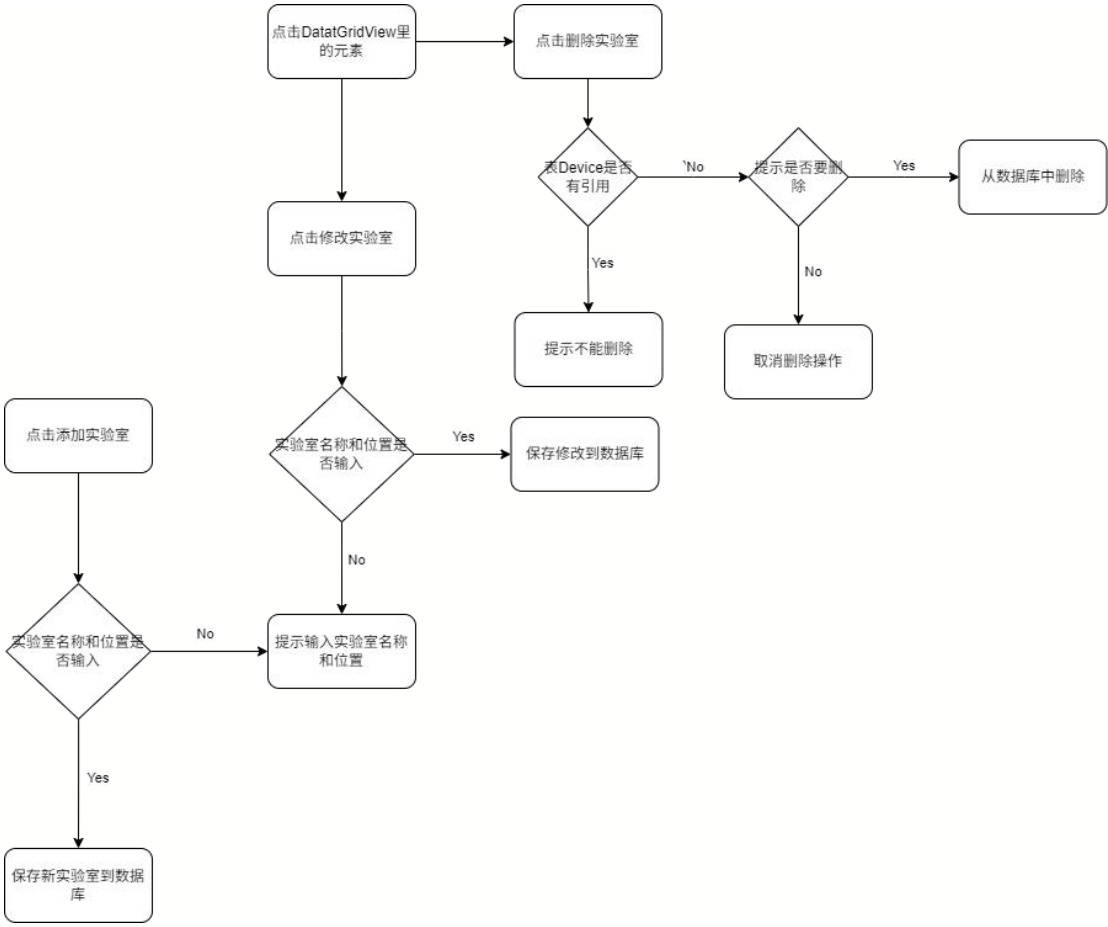 点击DatatGridView里
的元素
点击删除实验室
表Device是否
有引用
`No
提示是否要删
除
Yes
从数据库中删除
点击修改实验室
Yes
No
提示不能删除
取消删除操作
点击添加实验室
实验室名称和位置是
否输入
Yes
保存修改到数据库
No
实验室名称和位置是
否输入
No
提示输入实验室名称
和位置
Yes
保存新实验室到数据
库